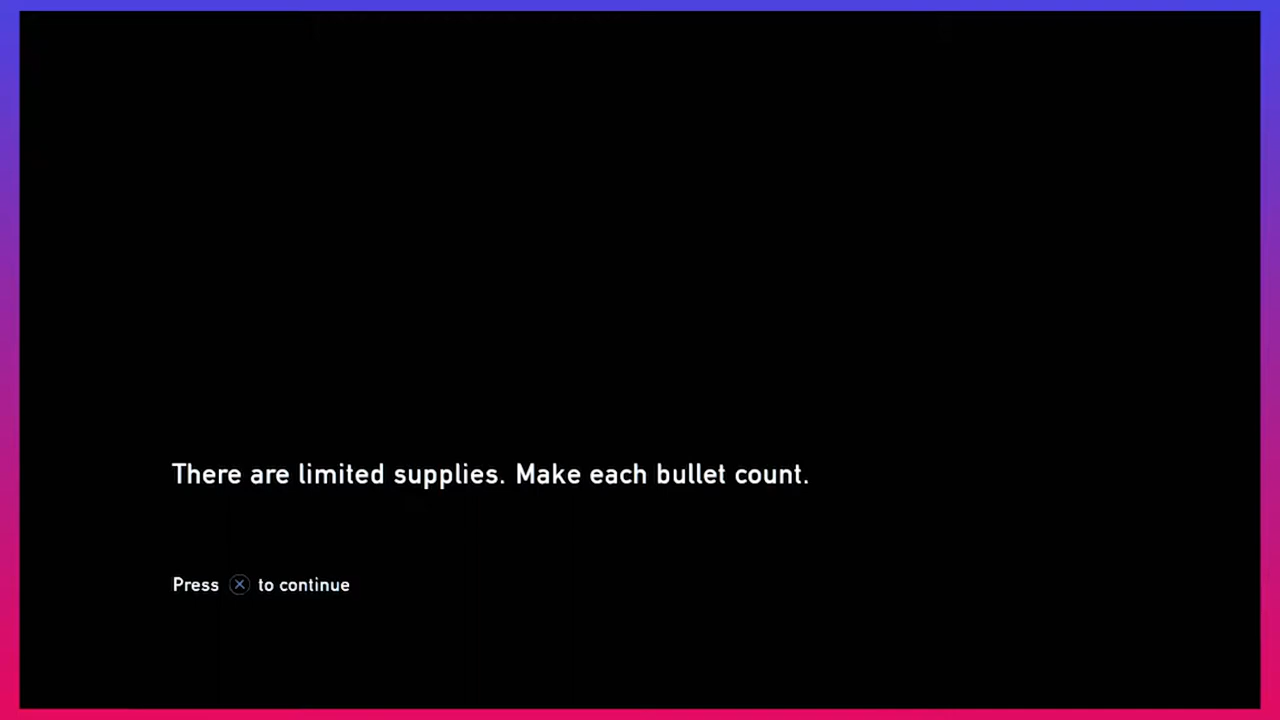 There are limited supplies. Make each bullet count.
Press ⓧ to continue